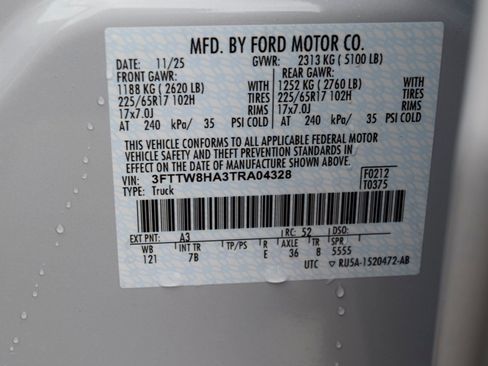 MFD. BY FORD MOTOR CO.
DATE: 11/25 GVWR: 2313 KG ( 5100 LB)
FRONT GAWR: REAR GAWR:
1188 KG ( 2620 LB) WITH 1252 KG ( 2760 LB) WITH
225/65R17 102H TIRES 225/65R17 102H TIRES
17x7.0J RIMS 17x7.0J RIMS
AT 240 kPa/ 35 PSI COLD AT 240 kPa/ 35 PSI COLD
THIS VEHICLE CONFORMS TO ALL APPLICABLE FEDERAL MOTOR
VEHICLE SAFETY AND THEFT PREVENTION STANDARDS IN
EFFECT ON THE DATE OF MANUFACTURE SHOWN ABOVE.
VIN: 3FTTW8HA3TRA04328 F0212
TYPE: Truck T0375
EXT PNT: A3 RC: 52 DSO:
WB INT TR TP/PS R AXLE TR SPR
121 7B E 36 8 5555
UTC RU5A-1520472-AB